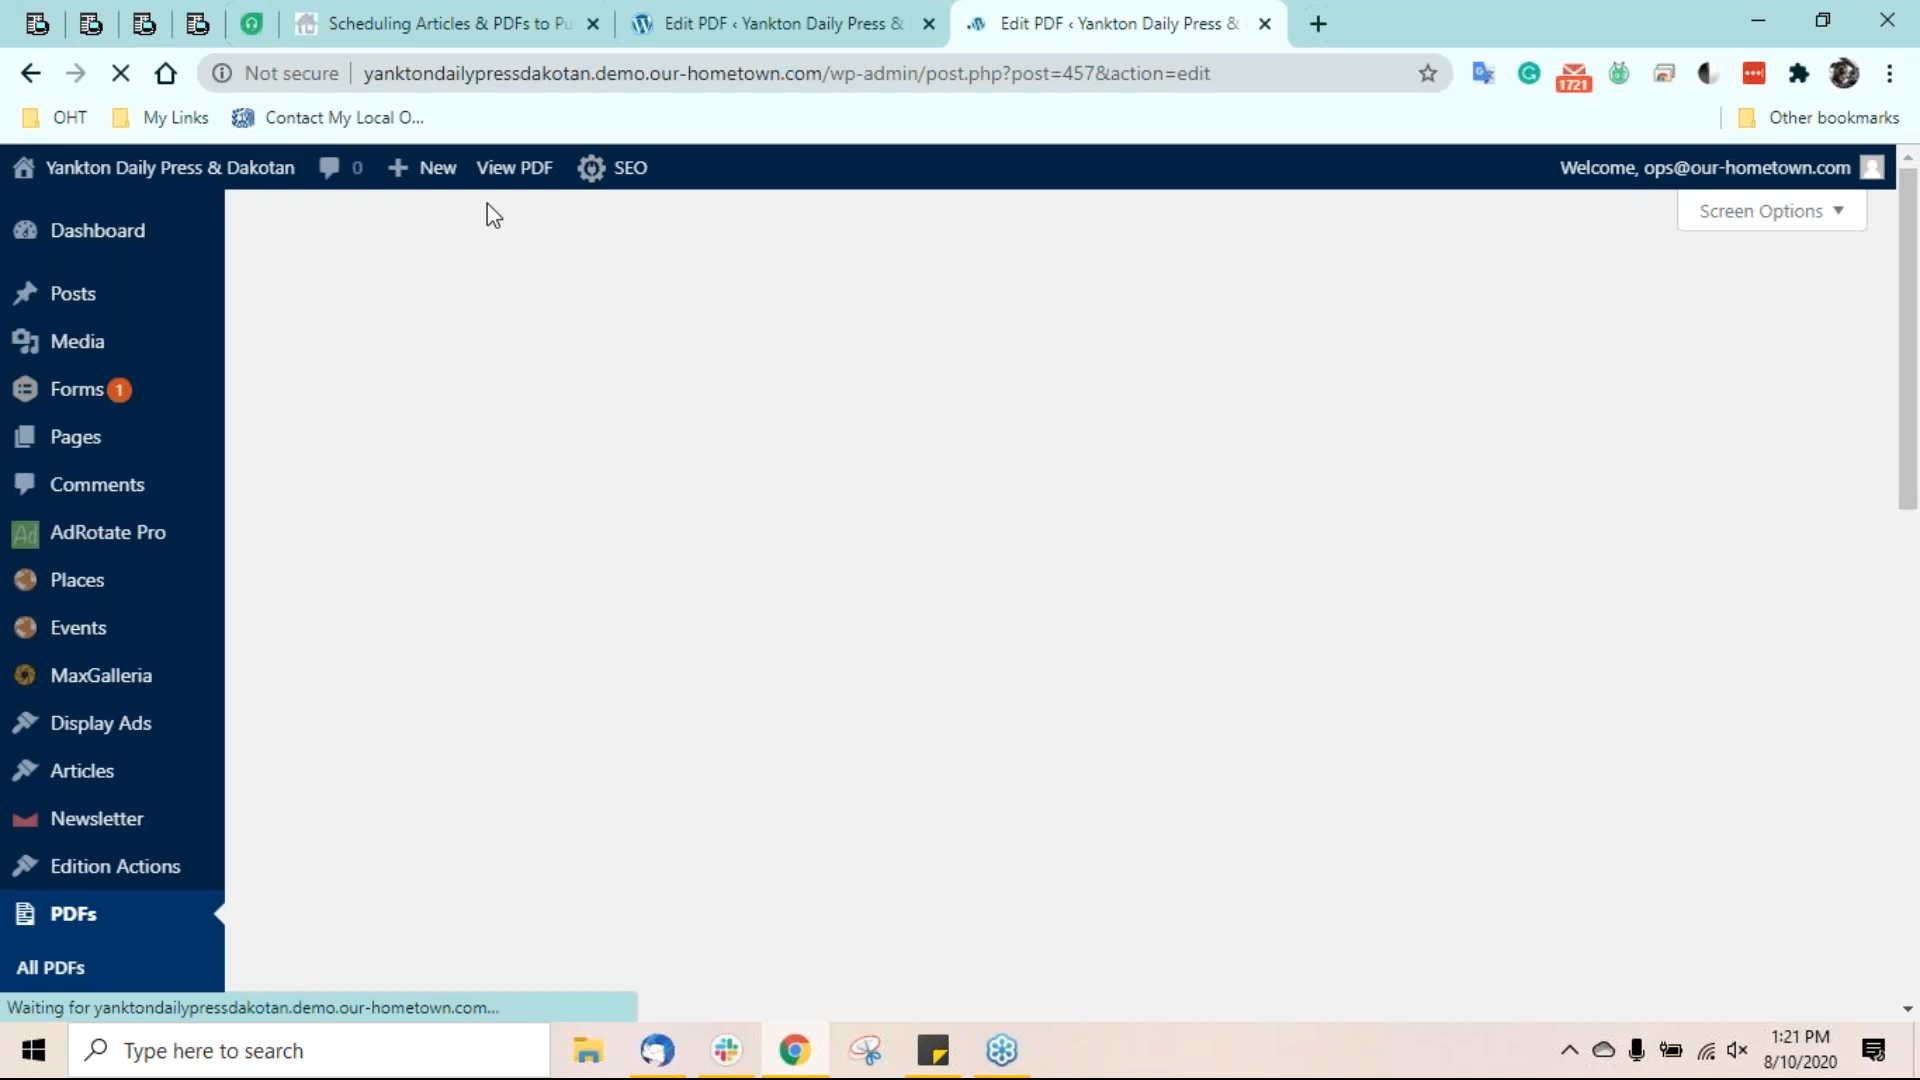 Scheduling Articles & PDFs to Pu
Edit PDF ‹ Yankton Daily Press &
Edit PDF ‹ Yankton Daily Press &
Not secure
yanktondailypressdakotan.demo.our-hometown.com/wp-admin/post.php?post=457&action=edit
1721
OHT
My Links
Contact My Local O...
Other bookmarks
Yankton Daily Press & Dakotan
0
New
View PDF
SEO
Welcome, ops@our-hometown.com
Screen Options
Dashboard
Posts
Media
Forms 1
Pages
Comments
Ad AdRotate Pro
Places
Events
MaxGalleria
Display Ads
Articles
Newsletter
Edition Actions
PDFs
All PDFs
Waiting for yanktondailypressdakotan.demo.our-hometown.com...
Type here to search
1:21 PM
8/10/2020